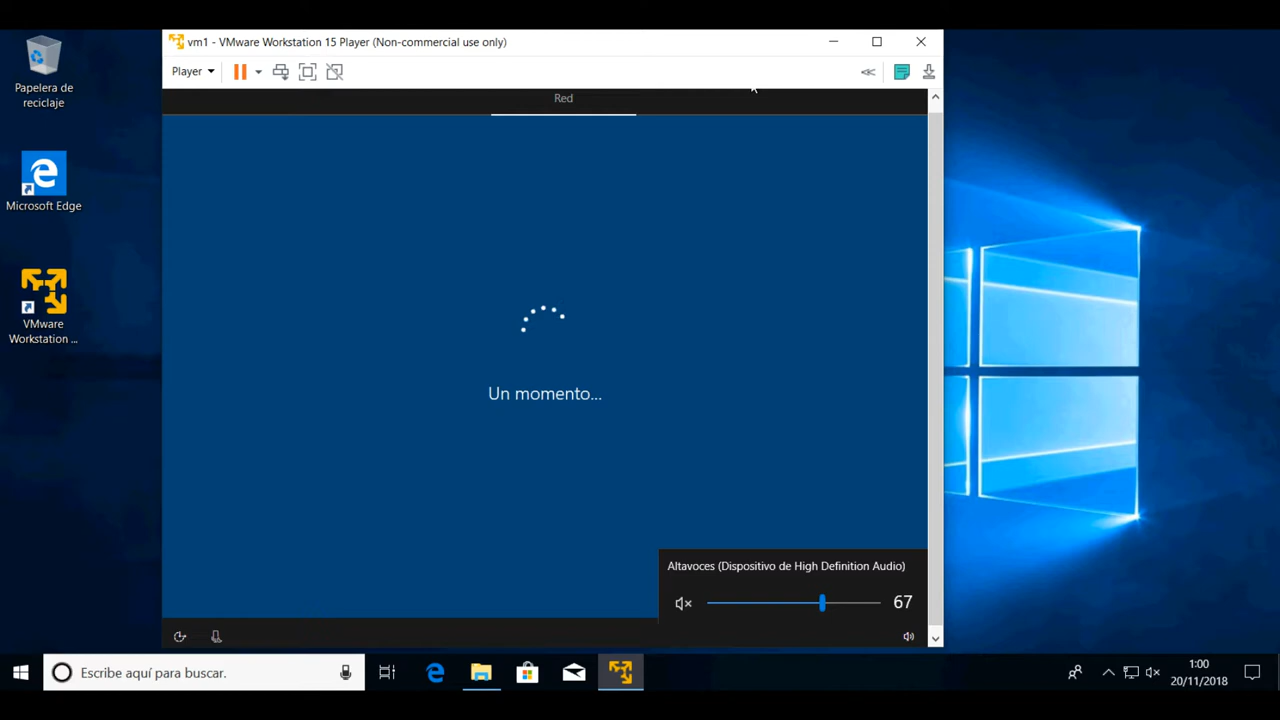 Papelera de
reciclaje
Microsoft Edge
VMware
Workstation ...
vm1 - VMware Workstation 15 Player (Non-commercial use only)
Player
Red
Un momento...
Altavoces (Dispositivo de High Definition Audio)
67
Escribe aquí para buscar.
1:00
20/11/2018